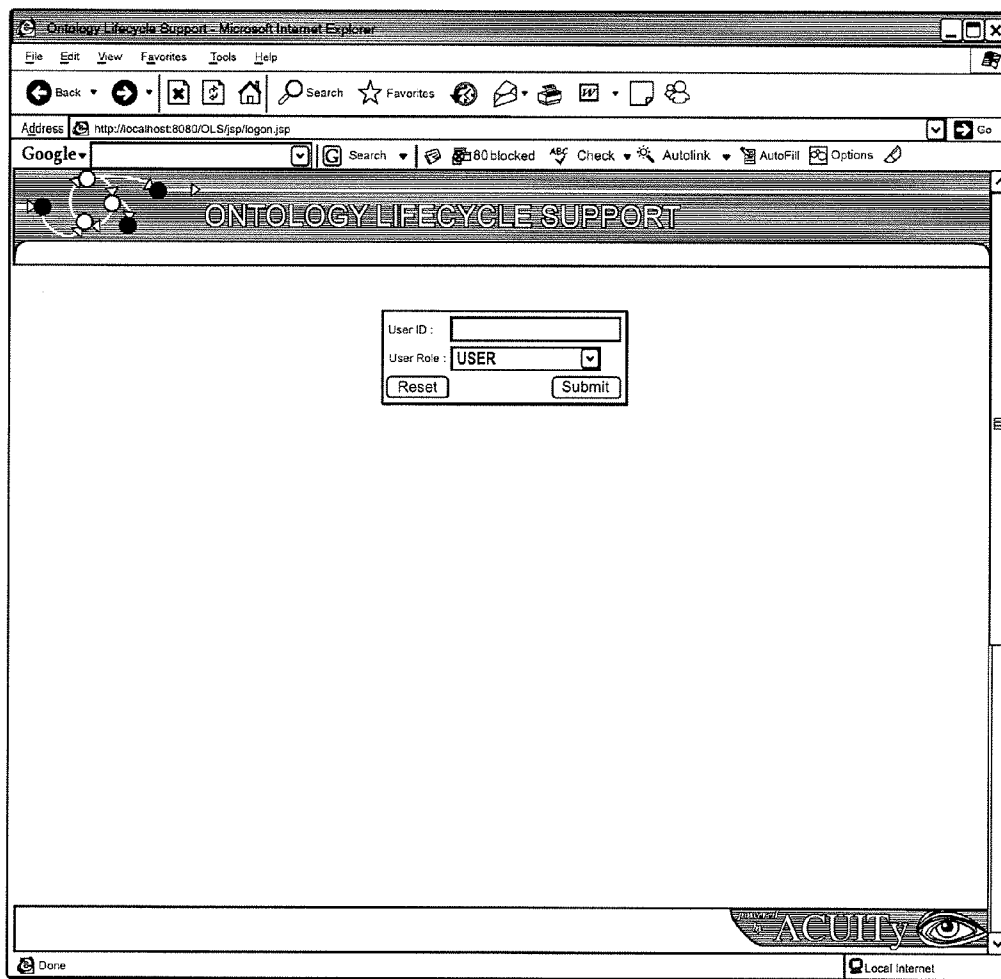 Ontology Lifecycle Support - Microsoft Internet Explorer
File Edit View Favorites Tools Help
Back Search Favorites W
Address http://localhost:8080/OLS/jsp/logon.jsp Go
Google G Search 80 blocked ABC Check Autolink AutoFill Options
ONTOLOGY LIFECYCLE SUPPORT
User ID :
User Role : USER
Reset Submit
ACUITy
Done Local Internet